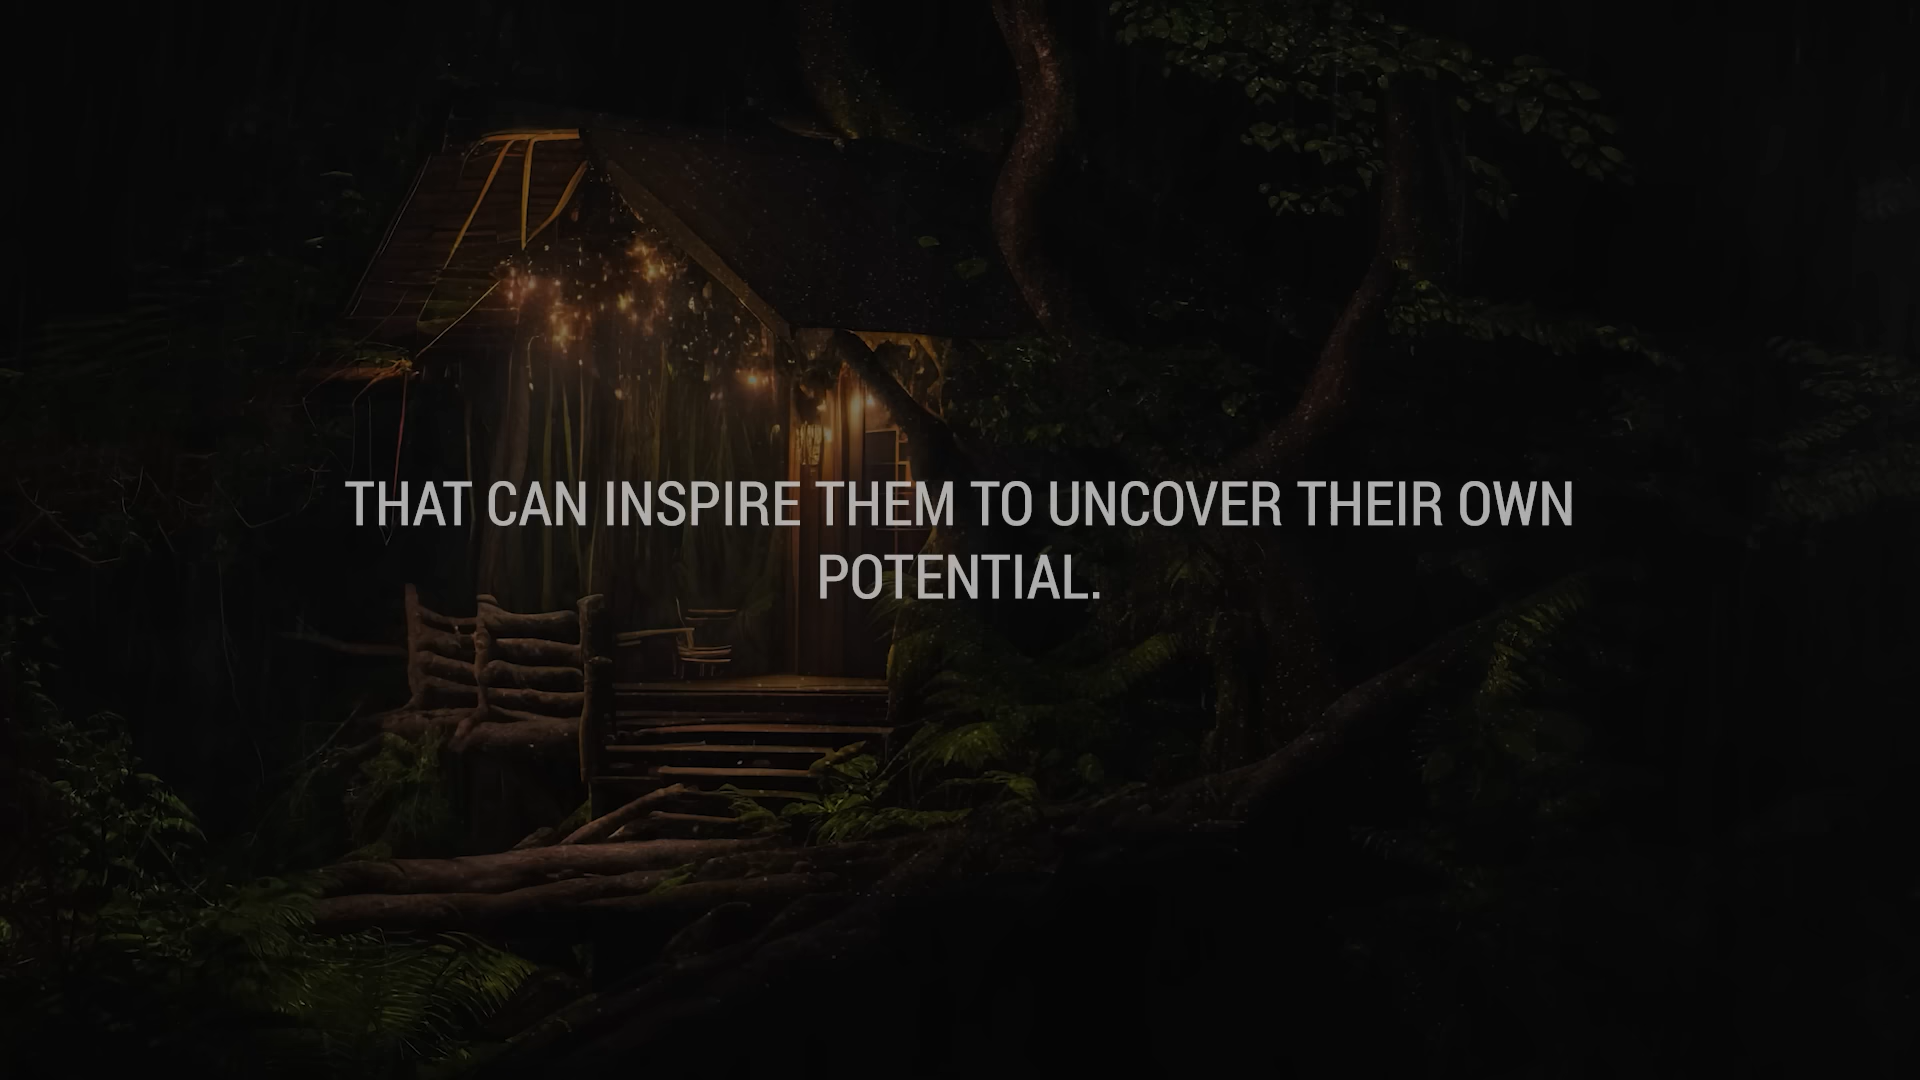 THAT CAN INSPIRE THEM TO UNCOVER THEIR OWN
POTENTIAL.